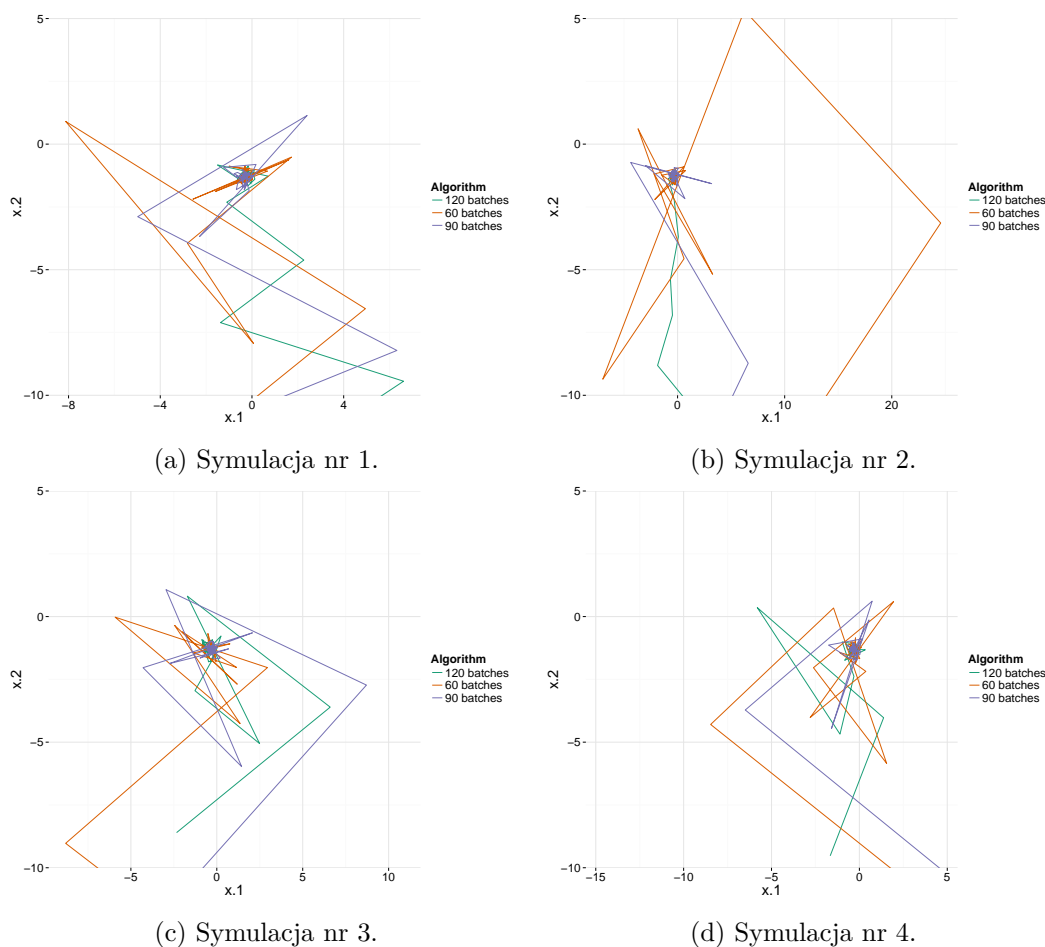 5
0
−5
−10
x.2
−8
−4
0
4
x.1
Algorithm
120 batches
60 batches
90 batches
(a) Symulacja nr 1.
5
0
−5
−10
x.2
0
10
20
x.1
Algorithm
120 batches
60 batches
90 batches
(b) Symulacja nr 2.
5
0
−5
−10
x.2
−5
0
5
10
x.1
Algorithm
120 batches
60 batches
90 batches
(c) Symulacja nr 3.
5
0
−5
−10
x.2
−15
−10
−5
0
5
x.1
Algorithm
120 batches
60 batches
90 batches
(d) Symulacja nr 4.